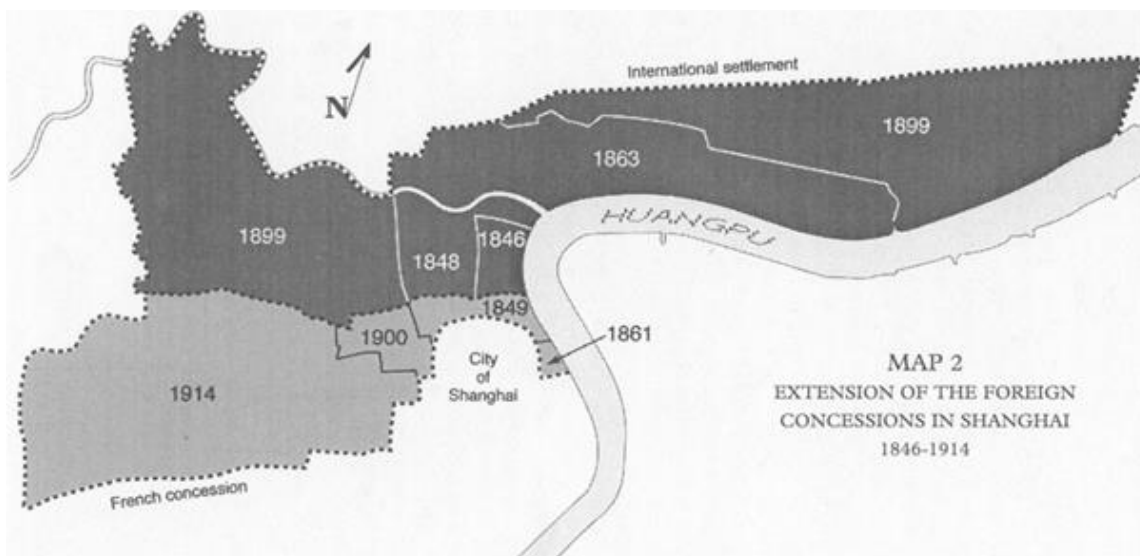 N
International settlement
1899
1863
HUANGPU
1899
1848
1846
1849
1861
1900
City
of
Shanghai
1914
French concession
MAP 2
EXTENSION OF THE FOREIGN
CONCESSIONS IN SHANGHAI
1846-1914